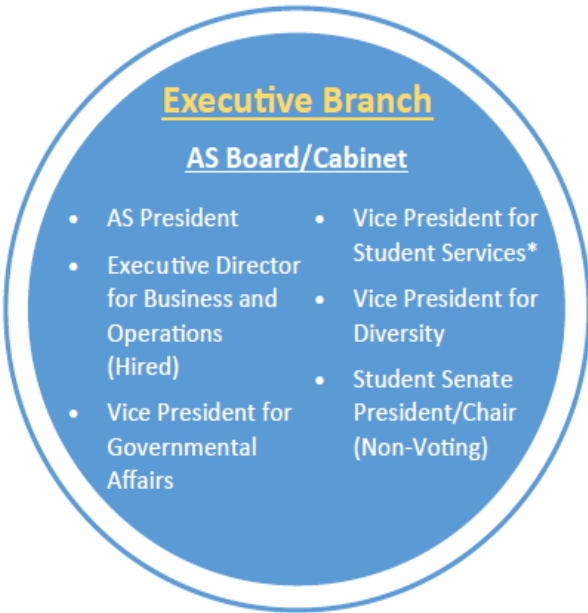 Executive Branch
AS Board/Cabinet
• AS President
• Executive Director
for Business and
Operations
(Hired)
• Vice President for
Governmental
Affairs
• Vice President for
Student Services*
• Vice President for
Diversity
• Student Senate
President/Chair
(Non-Voting)